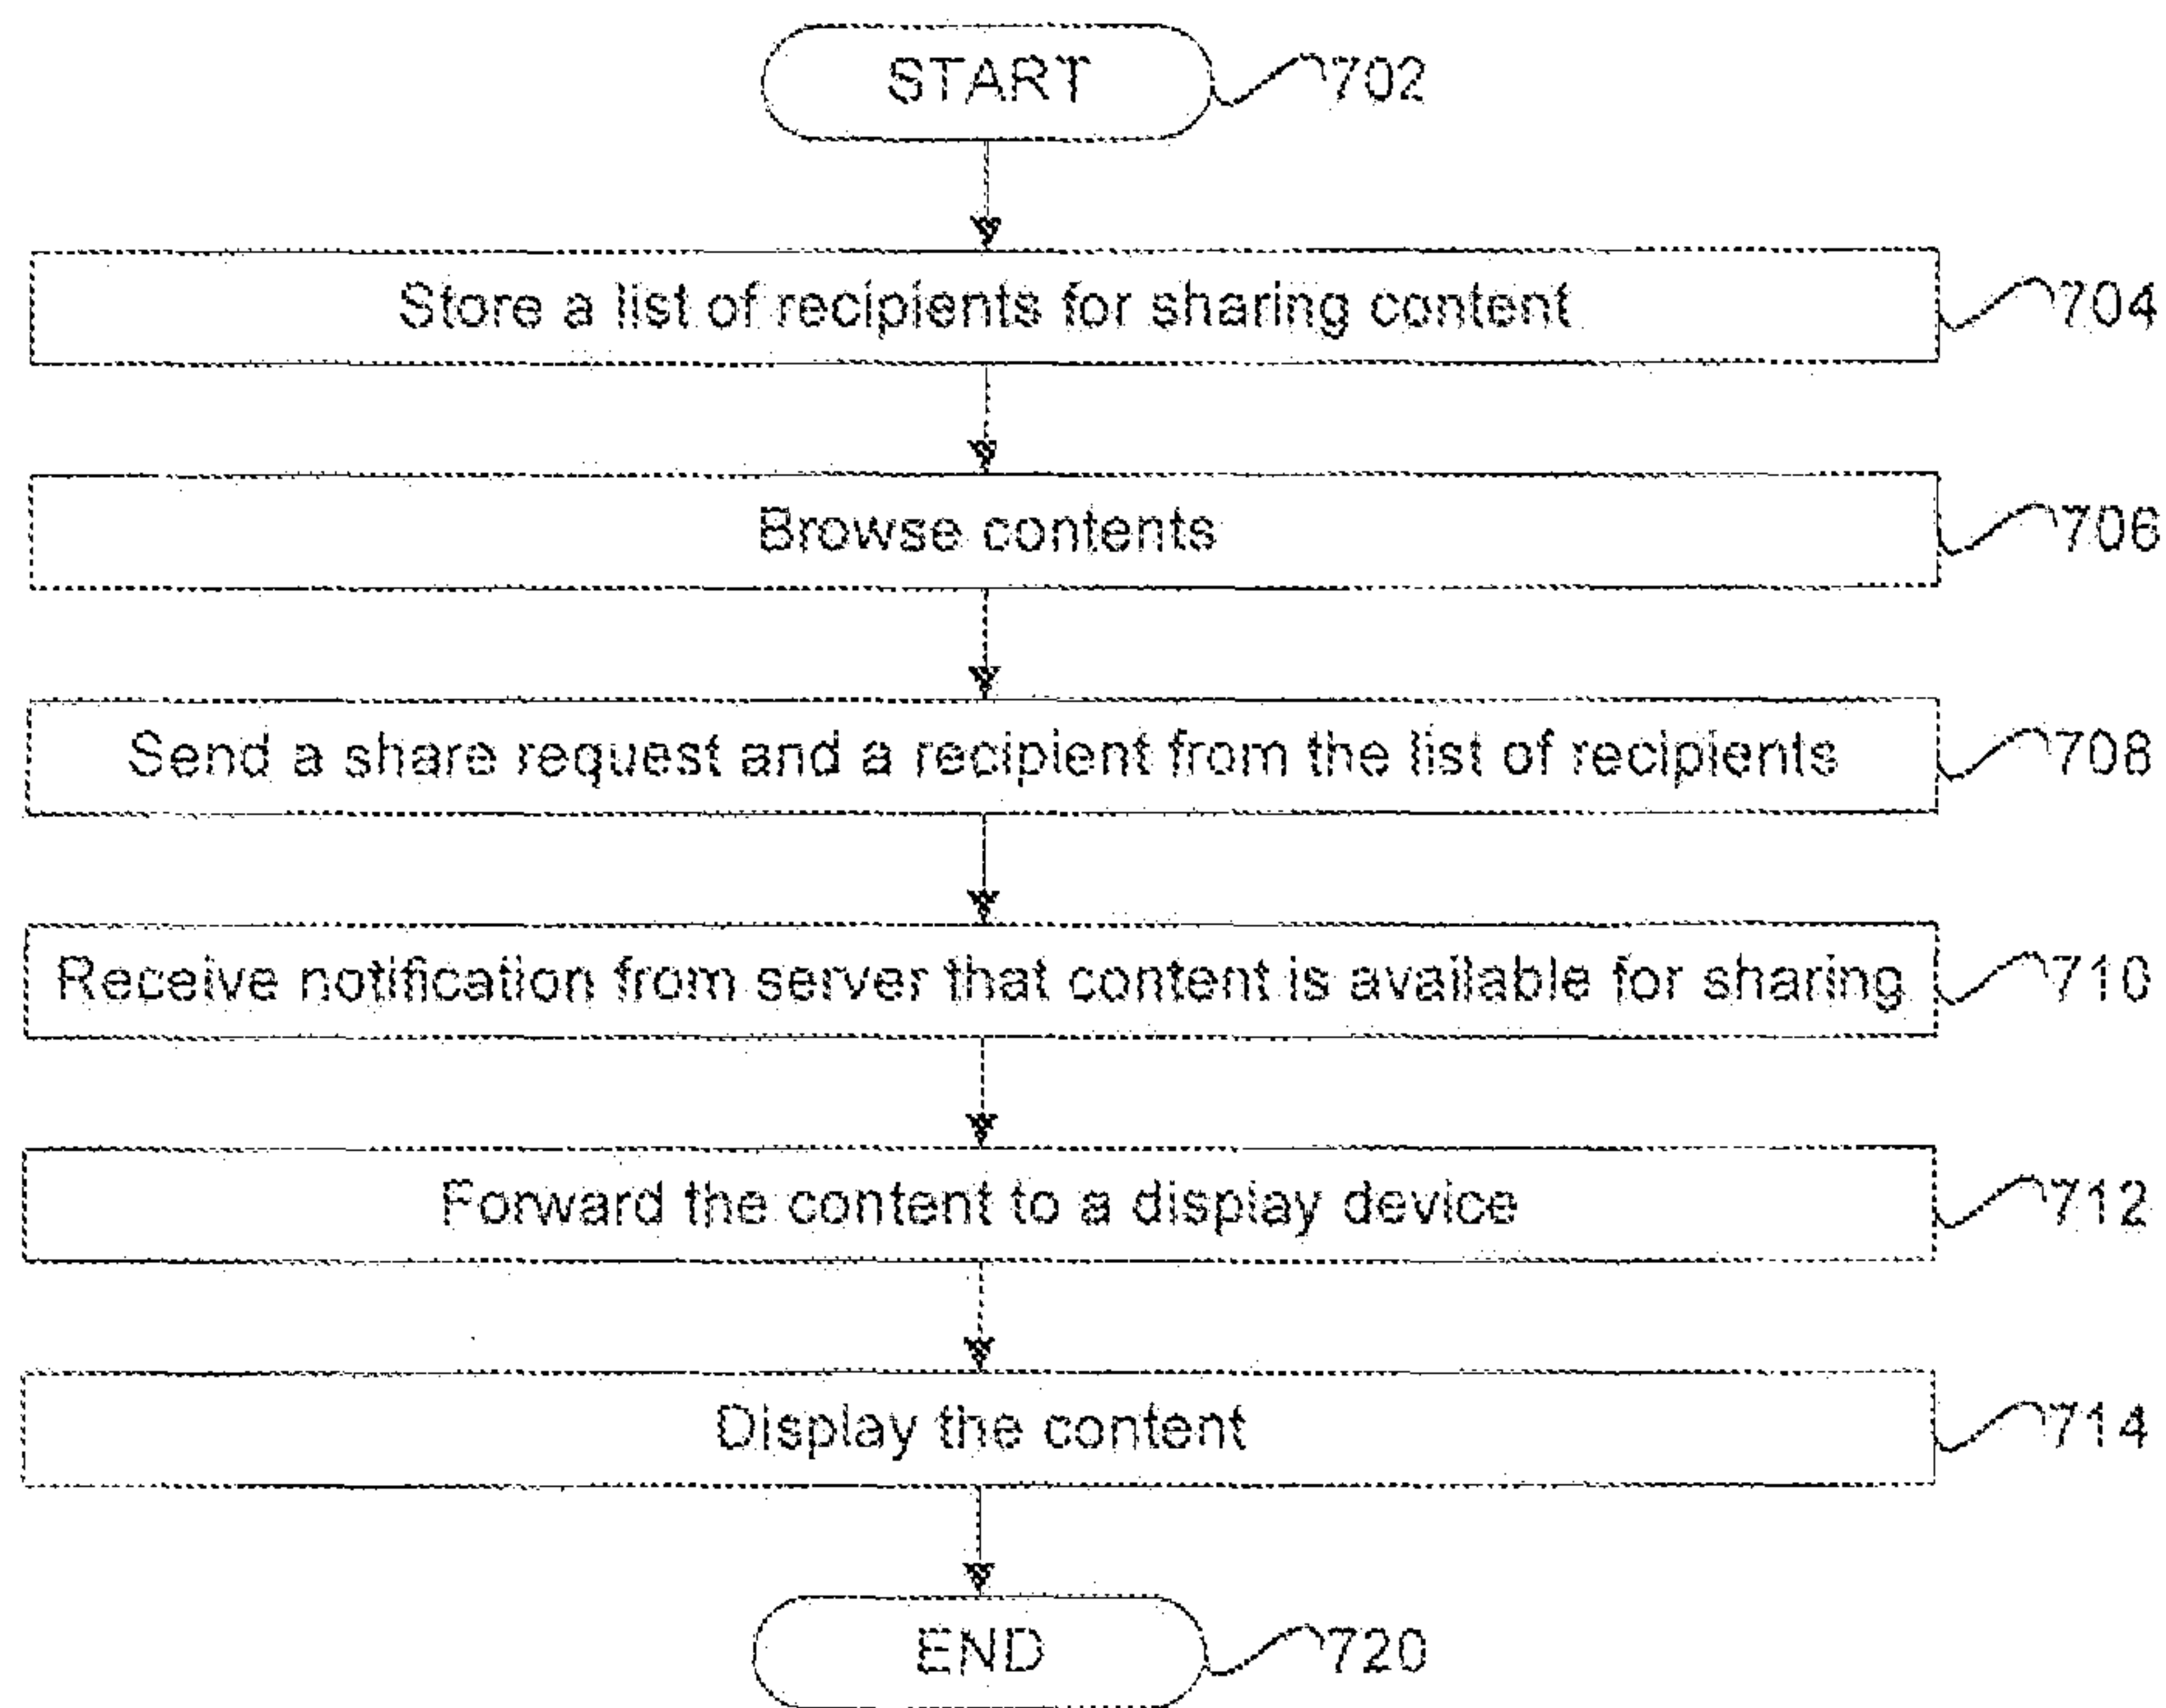 START 702
Store a list of recipients for sharing content 704
Browse contents 706
Send a share request and a recipient from the list of recipients 708
Receive notification from server that content is available for sharing 710
Forward the content to a display device 712
Display the content 714
END 720